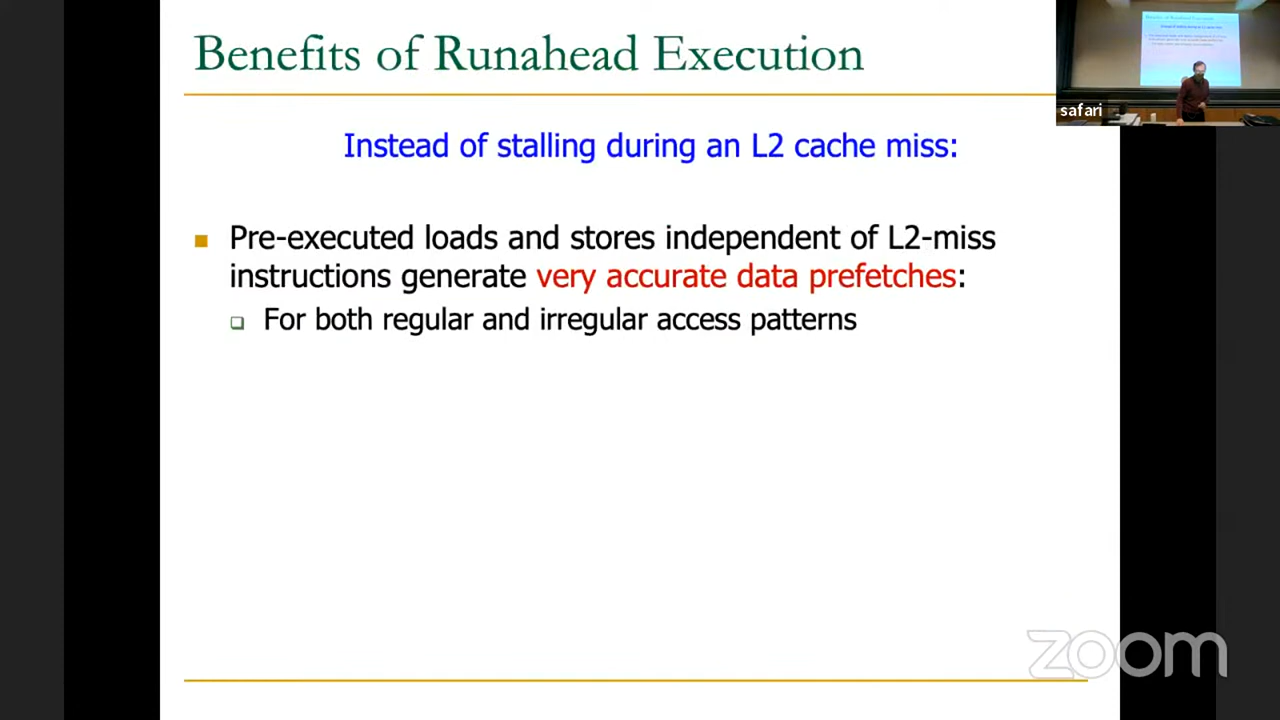 Benefits of Runahead Execution
Instead of stalling during an L2 cache miss:
Pre-executed loads and stores independent of L2-miss
instructions generate very accurate data prefetches:
For both regular and irregular access patterns
safari
zoom